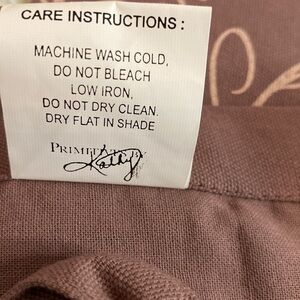 CARE INSTRUCTIONS :
MACHINE WASH COLD,
DO NOT BLEACH
LOW IRON,
DO NOT DRY CLEAN.
DRY FLAT IN SHADE
Kathy